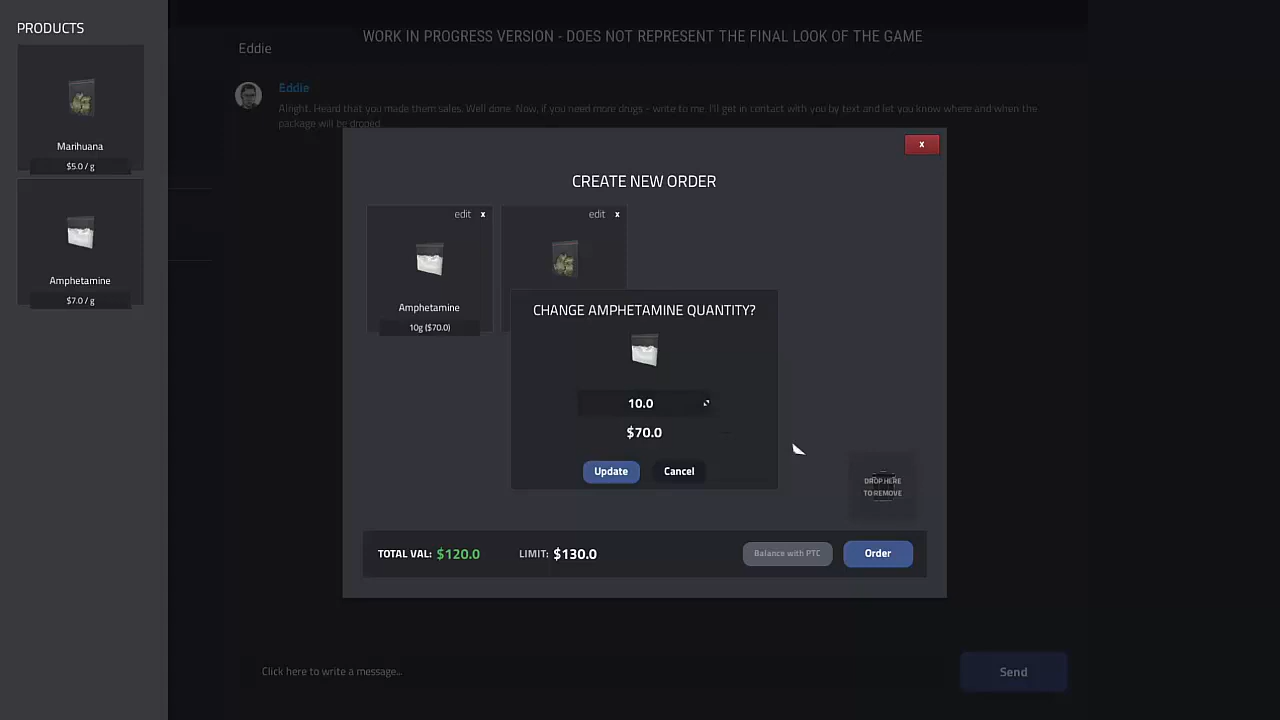 PRODUCTS
Marihuana
$5.0 / g
Amphetamine
$7.0 / g
WORK IN PROGRESS VERSION - DOES NOT REPRESENT THE FINAL LOOK OF THE GAME
Eddie
Eddie
Alright. Heard that you made them sales. Well done. Now, if you need more drugs - write to me. I'll get in contact with you by text and let you know where and when the
package will be droped.
x
CREATE NEW ORDER
edit x
edit x
Amphetamine
10g ($70.0)
CHANGE AMPHETAMINE QUANTITY?
10.0
$70.0
Update
Cancel
DROP HERE
TO REMOVE
TOTAL VAL: $120.0
LIMIT: $130.0
Balance with PTC
Order
Click here to write a message...
Send